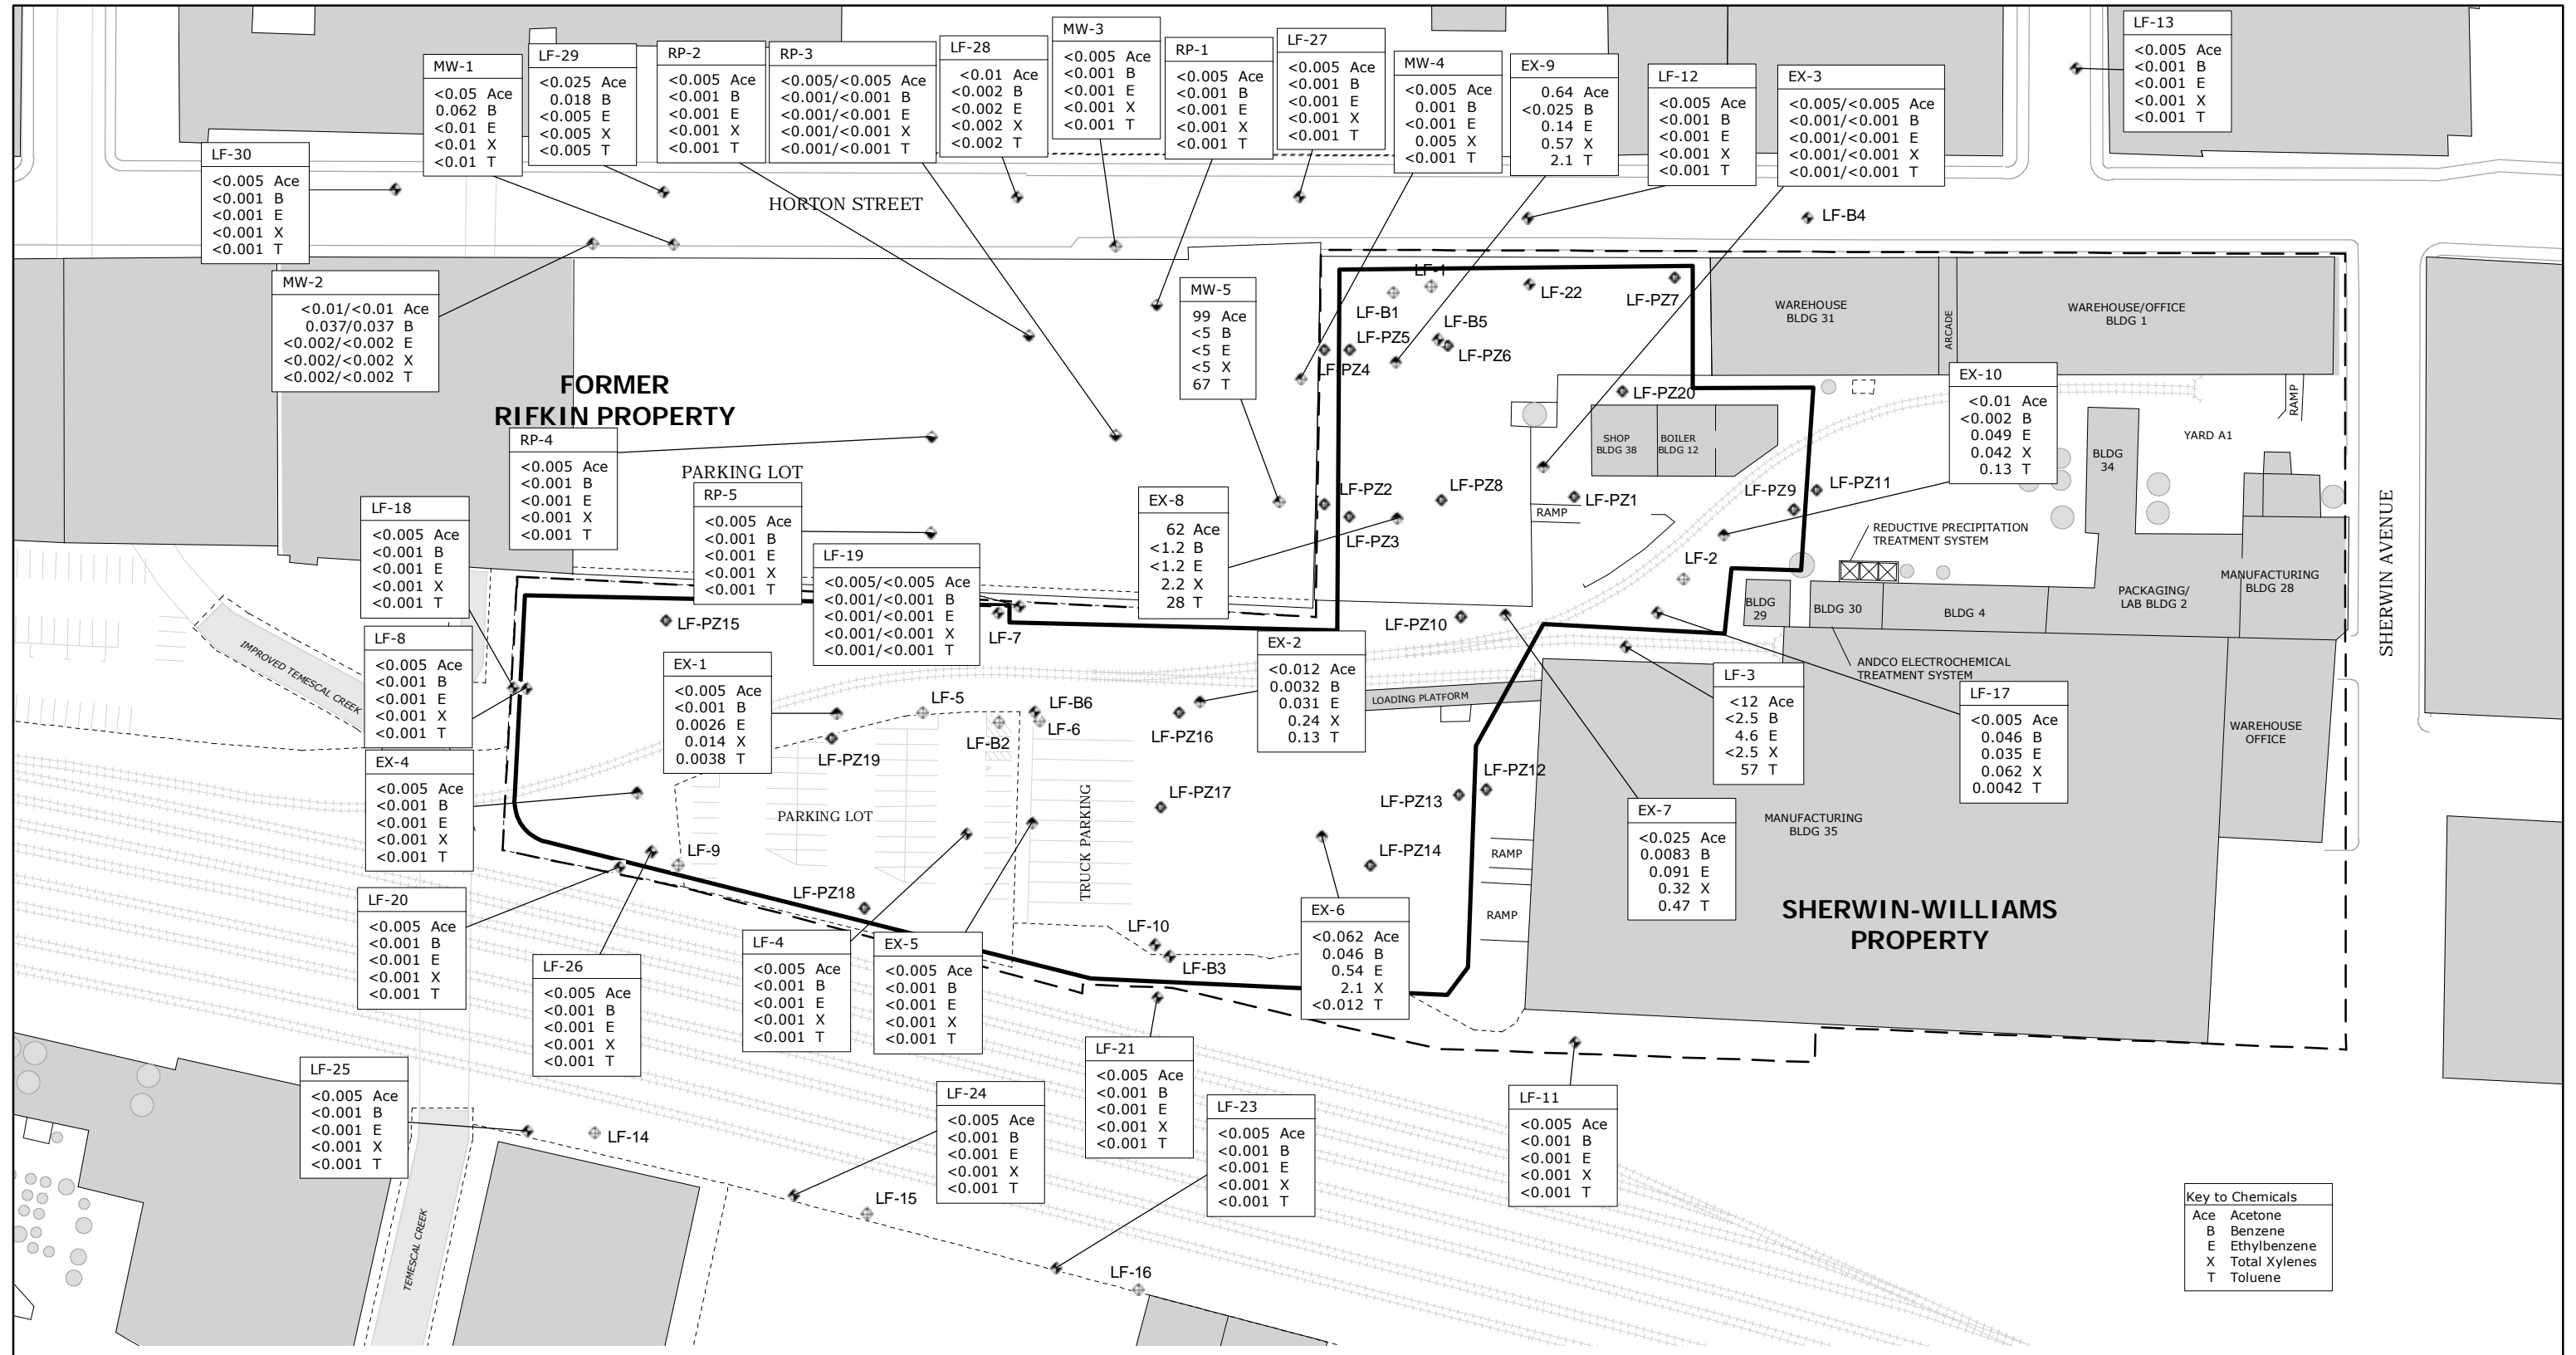 LF-13
<0.005 Ace
<0.001 B
<0.001 E
<0.001 X
<0.001 T
MW-3
<0.005 Ace
<0.001 B
<0.001 E
<0.001 X
<0.001 T
LF-27
<0.005 Ace
<0.001 B
<0.001 E
<0.001 X
<0.001 T
LF-28
<0.01 Ace
<0.002 B
<0.002 E
<0.002 X
<0.002 T
RP-1
<0.005 Ace
<0.001 B
<0.001 E
<0.001 X
<0.001 T
RP-2
<0.005 Ace
<0.001 B
<0.001 E
<0.001 X
<0.001 T
RP-3
<0.005/<0.005 Ace
<0.001/<0.001 B
<0.001/<0.001 E
<0.001/<0.001 X
<0.001/<0.001 T
LF-29
<0.025 Ace
0.018 B
<0.005 E
<0.005 X
<0.005 T
MW-1
<0.05 Ace
0.062 B
<0.01 E
<0.01 X
<0.01 T
MW-4
<0.005 Ace
0.001 B
<0.001 E
0.005 X
<0.001 T
EX-9
0.64 Ace
<0.025 B
0.14 E
0.57 X
2.1 T
LF-12
<0.005 Ace
<0.001 B
<0.001 E
<0.001 X
<0.001 T
EX-3
<0.005/<0.005 Ace
<0.001/<0.001 B
<0.001/<0.001 E
<0.001/<0.001 X
<0.001/<0.001 T
LF-30
<0.005 Ace
<0.001 B
<0.001 E
<0.001 X
<0.001 T
HORTON STREET
LF-B4
MW-2
<0.01/<0.01 Ace
0.037/0.037 B
<0.002/<0.002 E
<0.002/<0.002 X
<0.002/<0.002 T
MW-5
99 Ace
<5 B
<5 E
<5 X
67 T
LF-1
LF-B1
LF-22
LF-PZ7
LF-B5
LF-PZ5
LF-PZ6
LF-PZ4
WAREHOUSE
BLDG 31
ARCADE
WAREHOUSE/OFFICE
BLDG 1
FORMER
RIFKIN PROPERTY
LF-PZ20
SHOP
BLDG 38
BOILER
BLDG 12
EX-10
<0.01 Ace
<0.002 B
0.049 E
0.042 X
0.13 T
RAMP
YARD A1
BLDG
34
RP-4
<0.005 Ace
<0.001 B
<0.001 E
<0.001 X
<0.001 T
PARKING LOT
RP-5
<0.005 Ace
<0.001 B
<0.001 E
<0.001 X
<0.001 T
EX-8
62 Ace
<1.2 B
<1.2 E
2.2 X
28 T
LF-PZ2
LF-PZ3
LF-PZ8
LF-PZ1
RAMP
LF-PZ9
LF-PZ11
REDUCTIVE PRECIPITATION
TREATMENT SYSTEM
SHERWIN AVENUE
LF-18
<0.005 Ace
<0.001 B
<0.001 E
<0.001 X
<0.001 T
LF-19
<0.005/<0.005 Ace
<0.001/<0.001 B
<0.001/<0.001 E
<0.001/<0.001 X
<0.001/<0.001 T
LF-2
BLDG
29
BLDG 30
BLDG 4
PACKAGING/
LAB BLDG 2
MANUFACTURING
BLDG 28
LF-PZ15
LF-7
LF-PZ10
LF-8
<0.005 Ace
<0.001 B
<0.001 E
<0.001 X
<0.001 T
IMPROVED TEMESCAL CREEK
EX-1
<0.005 Ace
<0.001 B
0.0026 E
0.014 X
0.0038 T
EX-2
<0.012 Ace
0.0032 B
0.031 E
0.24 X
0.13 T
LOADING PLATFORM
ANDCO ELECTROCHEMICAL
TREATMENT SYSTEM
LF-3
<12 Ace
<2.5 B
4.6 E
<2.5 X
57 T
LF-17
<0.005 Ace
0.046 B
0.035 E
0.062 X
0.0042 T
WAREHOUSE
OFFICE
LF-5
LF-B6
LF-6
LF-B2
LF-PZ16
LF-PZ19
EX-4
<0.005 Ace
<0.001 B
<0.001 E
<0.001 X
<0.001 T
LF-PZ12
LF-PZ13
LF-PZ17
PARKING LOT
TRUCK PARKING
EX-7
<0.025 Ace
0.0083 B
0.091 E
0.32 X
0.47 T
MANUFACTURING
BLDG 35
LF-9
LF-PZ14
RAMP
RAMP
LF-PZ18
LF-20
<0.005 Ace
<0.001 B
<0.001 E
<0.001 X
<0.001 T
EX-6
<0.062 Ace
0.046 B
0.54 E
2.1 X
<0.012 T
SHERWIN-WILLIAMS
PROPERTY
LF-10
LF-B3
LF-4
<0.005 Ace
<0.001 B
<0.001 E
<0.001 X
<0.001 T
EX-5
<0.005 Ace
<0.001 B
<0.001 E
<0.001 X
<0.001 T
LF-26
<0.005 Ace
<0.001 B
<0.001 E
<0.001 X
<0.001 T
LF-21
<0.005 Ace
<0.001 B
<0.001 E
<0.001 X
<0.001 T
LF-25
<0.005 Ace
<0.001 B
<0.001 E
<0.001 X
<0.001 T
LF-24
<0.005 Ace
<0.001 B
<0.001 E
<0.001 X
<0.001 T
LF-23
<0.005 Ace
<0.001 B
<0.001 E
<0.001 X
<0.001 T
LF-11
<0.005 Ace
<0.001 B
<0.001 E
<0.001 X
<0.001 T
LF-14
LF-15
LF-16
TEMESCAL CREEK
Key to Chemicals
Ace Acetone
B Benzene
E Ethylbenzene
X Total Xylenes
T Toluene